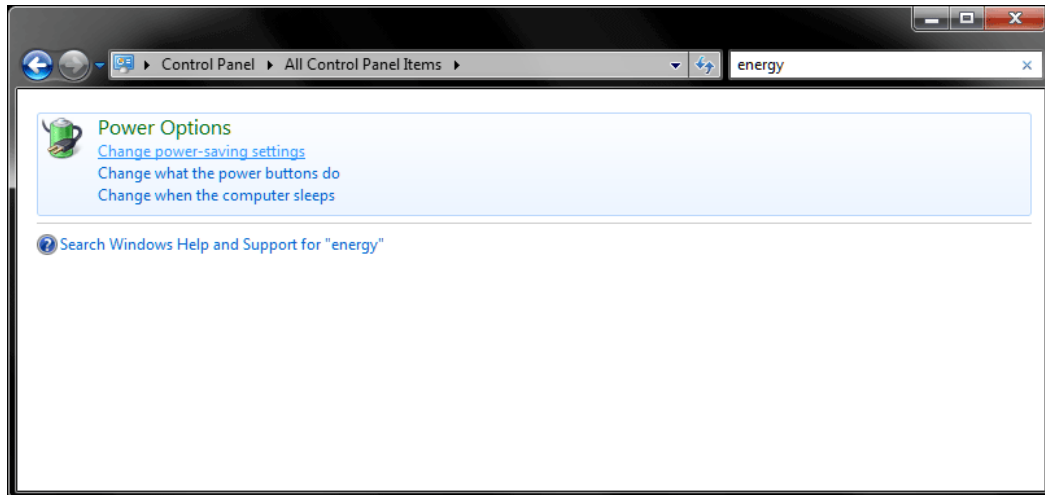 Control Panel All Control Panel Items energy
Power Options
Change power-saving settings
Change what the power buttons do
Change when the computer sleeps
Search Windows Help and Support for "energy"